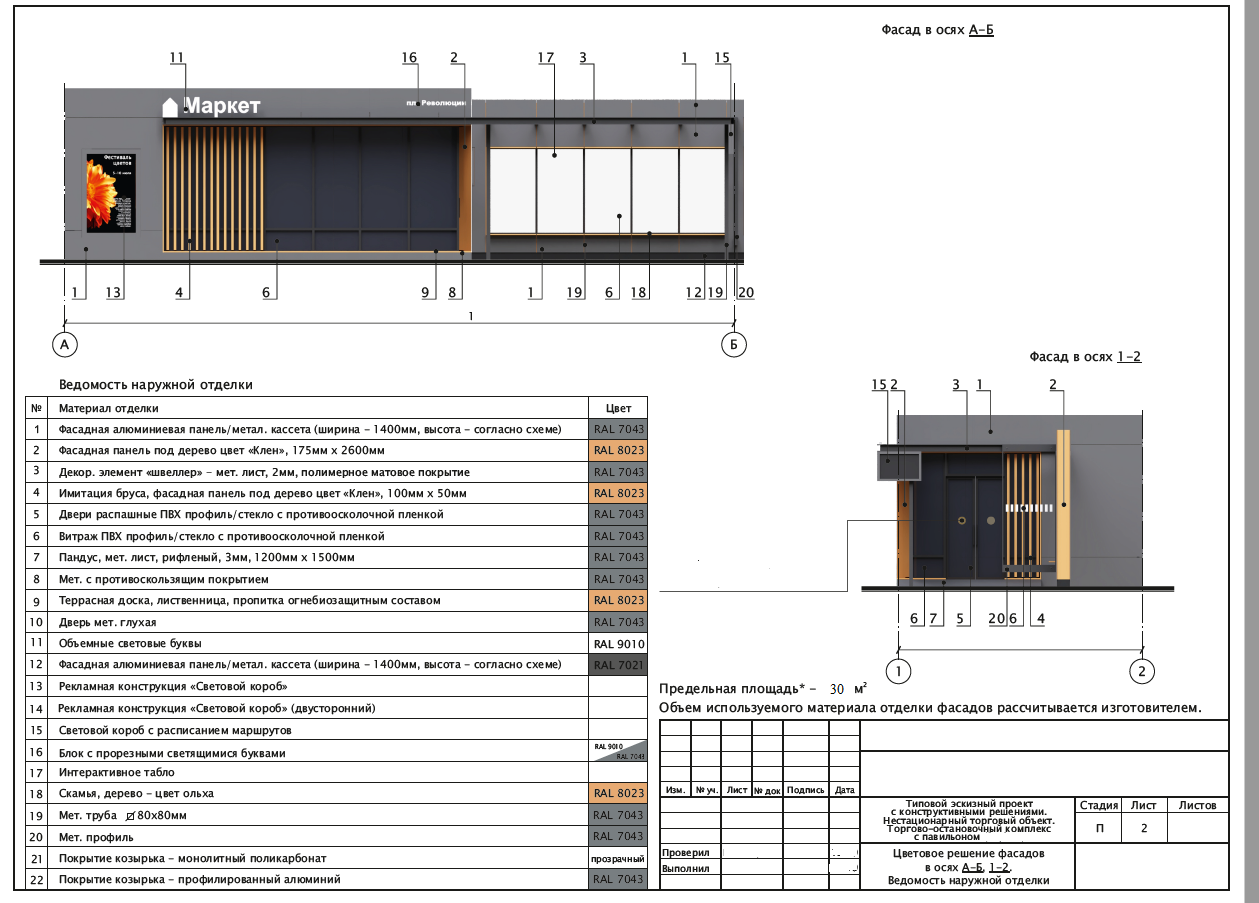 Фасад в осях А-Б
11 16 2 17 3 1 15
Маркет
пл. Революции
Фестиваль
цветов
5-10 июля
1 13 4 6 9 8 1 19 6 18 12 19 20
1
А Б
Фасад в осях 1-2
15 2 3 1 2
6 7 5 20 6 4
1 2
Ведомость наружной отделки
№ Материал отделки Цвет
1 Фасадная алюминиевая панель/метал. кассета (ширина - 1400мм, высота - согласно схеме) RAL 7043
2 Фасадная панель под дерево цвет «Клен», 175мм х 2600мм RAL 8023
3 Декор. элемент «швеллер» - мет. лист, 2мм, полимерное матовое покрытие RAL 7043
4 Имитация бруса, фасадная панель под дерево цвет «Клен», 100мм х 50мм RAL 8023
5 Двери распашные ПВХ профиль/стекло с противоосколочной пленкой RAL 7043
6 Витраж ПВХ профиль/стекло с противоосколочной пленкой RAL 7043
7 Пандус, мет. лист, рифленый, 3мм, 1200мм х 1500мм RAL 7043
8 Мет. с противоскользящим покрытием RAL 7043
9 Террасная доска, лиственница, пропитка огнебиозащитным составом RAL 8023
10 Дверь мет. глухая RAL 7043
11 Объемные световые буквы RAL 9010
12 Фасадная алюминиевая панель/метал. кассета (ширина - 1400мм, высота - согласно схеме) RAL 7021
13 Рекламная конструкция «Световой короб»
14 Рекламная конструкция «Световой короб» (двусторонний)
15 Световой короб с расписанием маршрутов
16 Блок с прорезными светящимися буквами RAL 9010 RAL 7043
17 Интерактивное табло
18 Скамья, дерево - цвет ольха RAL 8023
19 Мет. труба 80х80мм RAL 7043
20 Мет. профиль RAL 7043
21 Покрытие козырька - монолитный поликарбонат прозрачный
22 Покрытие козырька - профилированный алюминий RAL 7043
Предельная площадь* - 30 м²
Объем используемого материала отделки фасадов рассчитывается изготовителем.
Изм. № уч. Лист № док Подпись Дата
Проверил
Выполнил
Типовой эскизный проект
с конструктивными решениями.
Нестационарный торговый объект.
Торгово-остановочный комплекс
с павильоном
Стадия Лист Листов
П 2
Цветовое решение фасадов
в осях А-Б, 1-2.
Ведомость наружной отделки